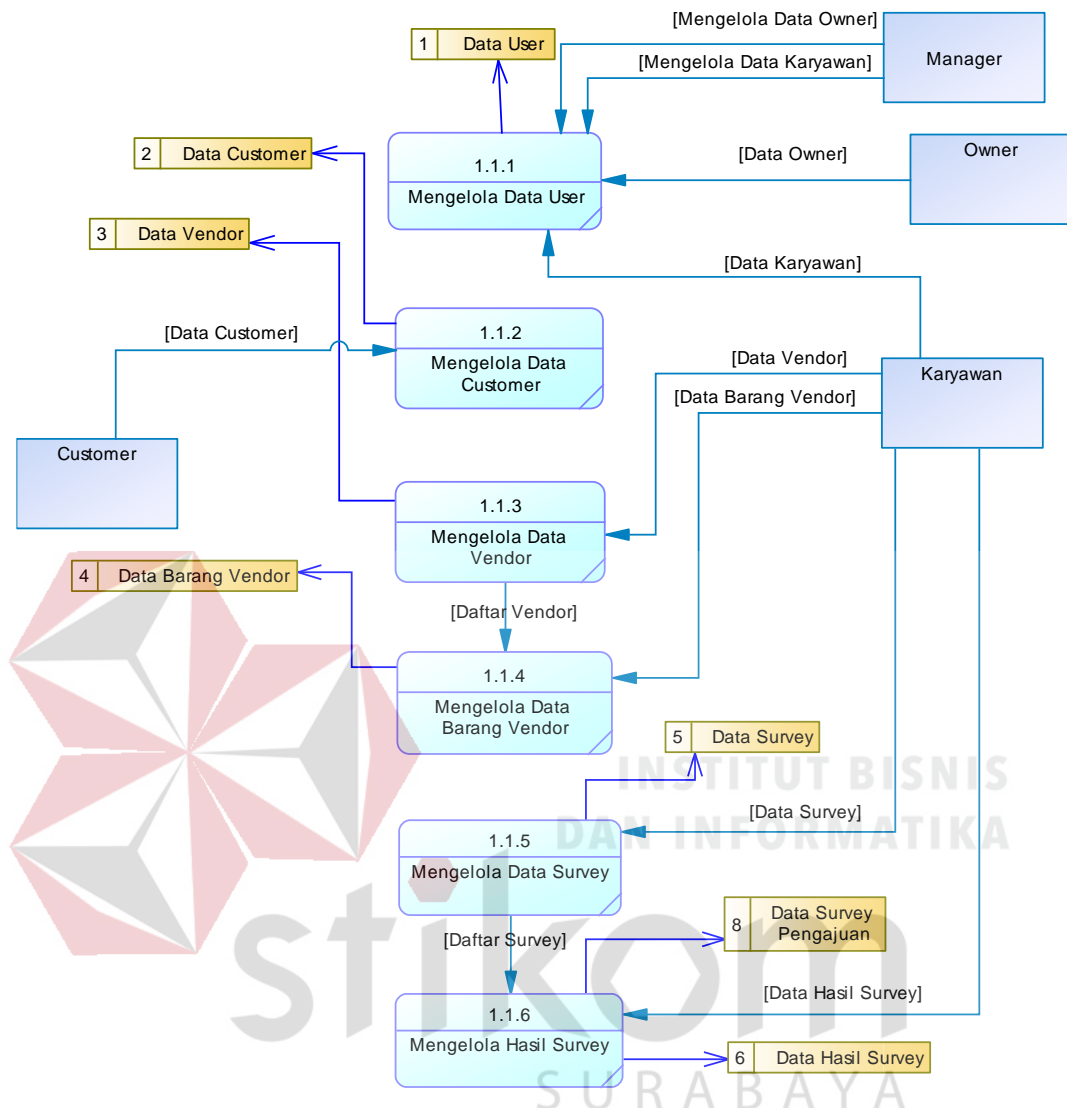 [Mengelola Data Owner]
1 Data User
[Mengelola Data Karyawan]
Manager
2 Data Customer
1.1.1
Mengelola Data User
[Data Owner]
Owner
3 Data Vendor
[Data Karyawan]
[Data Customer]
1.1.2
Mengelola Data
Customer
[Data Vendor]
[Data Barang Vendor]
Karyawan
Customer
1.1.3
Mengelola Data
Vendor
4 Data Barang Vendor
[Daftar Vendor]
1.1.4
Mengelola Data
Barang Vendor
5 Data Survey
INSTITUT BISNIS
DAN INFORMATIKA
[Data Survey]
1.1.5
Mengelola Data Survey
stikom
[Daftar Survey]
8 Data Survey
Pengajuan
[Data Hasil Survey]
1.1.6
Mengelola Hasil Survey
6 Data Hasil Survey
SURABAYA